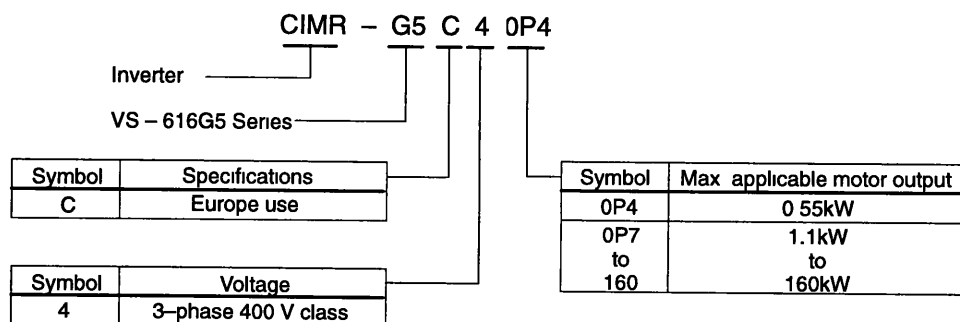 CIMR – G5 C 4 0P4
Inverter
VS – 616G5 Series
Symbol Specifications
C Europe use
Symbol Voltage
4 3–phase 400 V class
Symbol Max applicable motor output
0P4 0 55kW
0P7 1.1kW
to to
160 160kW